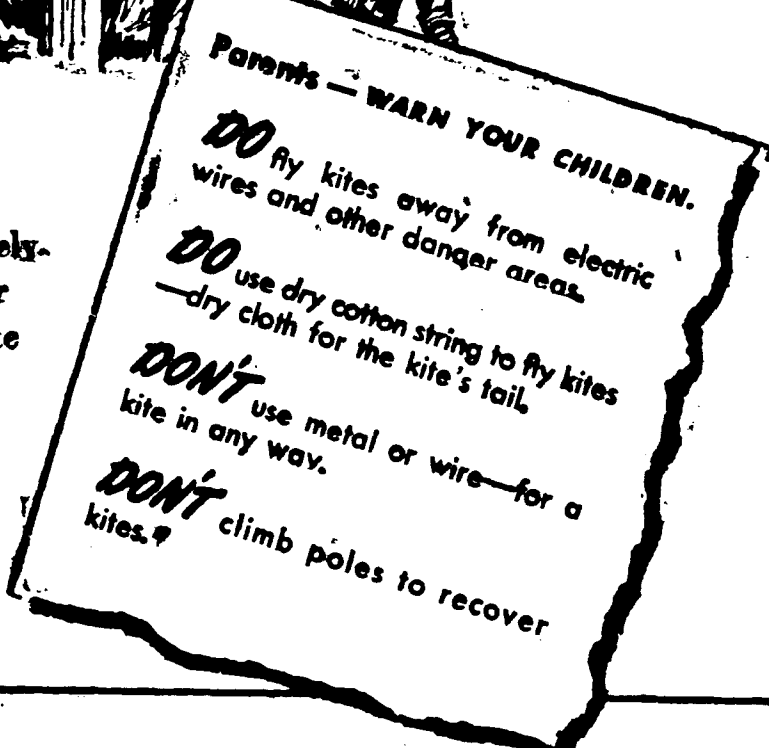 Parents — WARN YOUR CHILDREN.
DO fly kites away from electric
wires and other danger areas.
DO use dry cotton string to fly kites
—dry cloth for the kite's tail.
DON'T use metal or wire—for a
kite in any way.
DON'T climb poles to recover
kites.